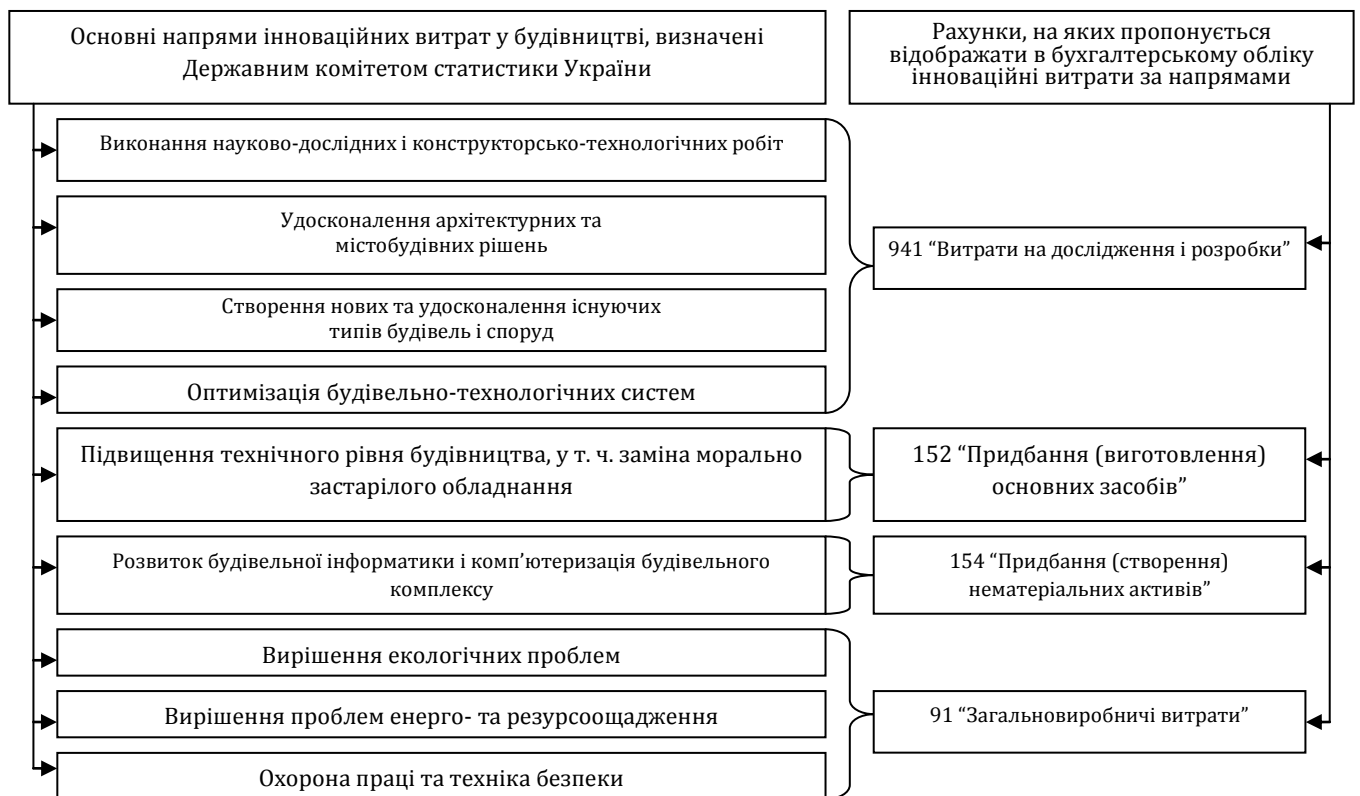 Основні напрями інноваційних витрат у будівництві, визначені
Державним комітетом статистики України
Рахунки, на яких пропонується
відображати в бухгалтерському обліку
інноваційні витрати за напрямами
Виконання науково-дослідних і конструкторсько-технологічних робіт
Удосконалення архітектурних та
містобудівних рішень
Створення нових та удосконалення існуючих
типів будівель і споруд
Оптимізація будівельно-технологічних систем
941 “Витрати на дослідження і розробки”
Підвищення технічного рівня будівництва, у т. ч. заміна морально
застарілого обладнання
152 “Придбання (виготовлення)
основних засобів”
Розвиток будівельної інформатики і комп’ютеризація будівельного
комплексу
154 “Придбання (створення)
нематеріальних активів”
Вирішення екологічних проблем
Вирішення проблем енерго- та ресурсоощадження
Охорона праці та техніка безпеки
91 “Загальновиробничі витрати”